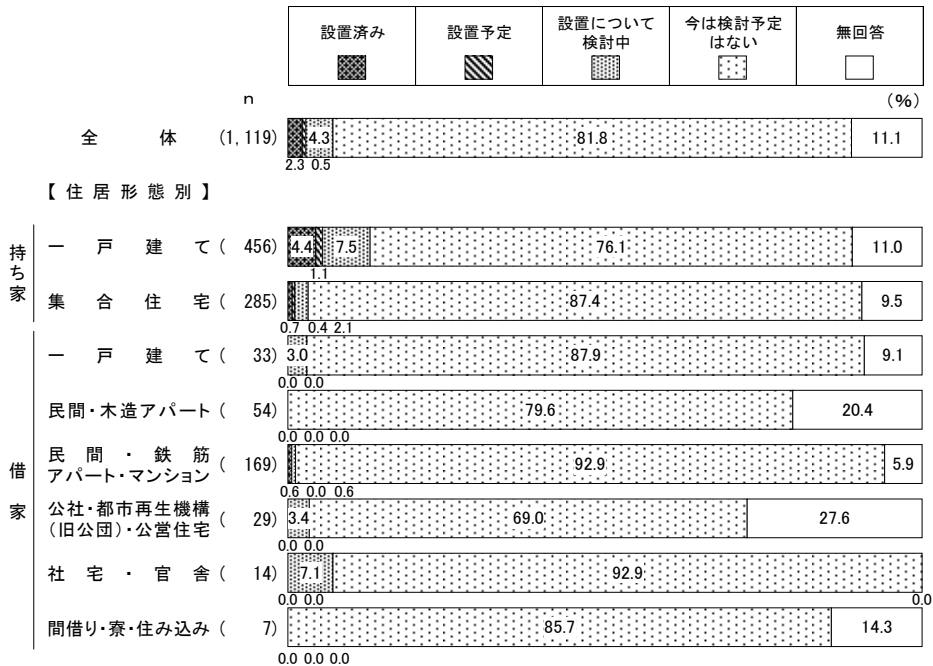 設置済み
設置予定
設置について
検討中
今は検討予定
はない
無回答
n
(%)
全 体 (1,119) 4.3 81.8 11.1
2.3 0.5
【住居形態別】
持ち家
一戸建て( 456) 4.4 7.5 76.1 11.0
1.1
集合住宅( 285) 87.4 9.5
0.7 0.4 2.1
借家
一戸建て( 33) 3.0 87.9 9.1
0.0 0.0
民間・木造アパート( 54) 79.6 20.4
0.0 0.0 0.0
民間・鉄筋
アパート・マンション( 169) 92.9 5.9
0.6 0.0 0.6
公社・都市再生機構
(旧公団)・公営住宅( 29) 3.4 69.0 27.6
0.0 0.0
社宅・官舎( 14) 7.1 92.9
0.0 0.0 0.0
間借り・寮・住み込み( 7) 85.7 14.3
0.0 0.0 0.0